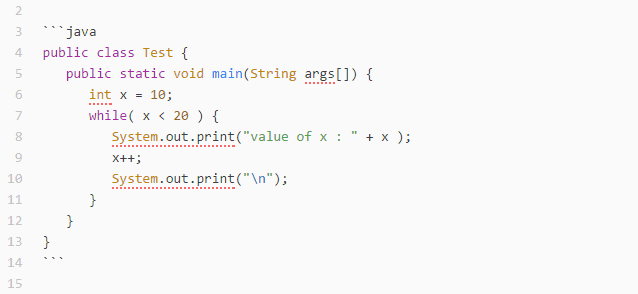 2
3 ```java
4 public class Test {
5    public static void main(String args[]) {
6       int x = 10;
7       while( x < 20 ) {
8          System.out.print("value of x : " + x );
9          x++;
10          System.out.print("\n");
11       }
12    }
13 }
14 ```
15